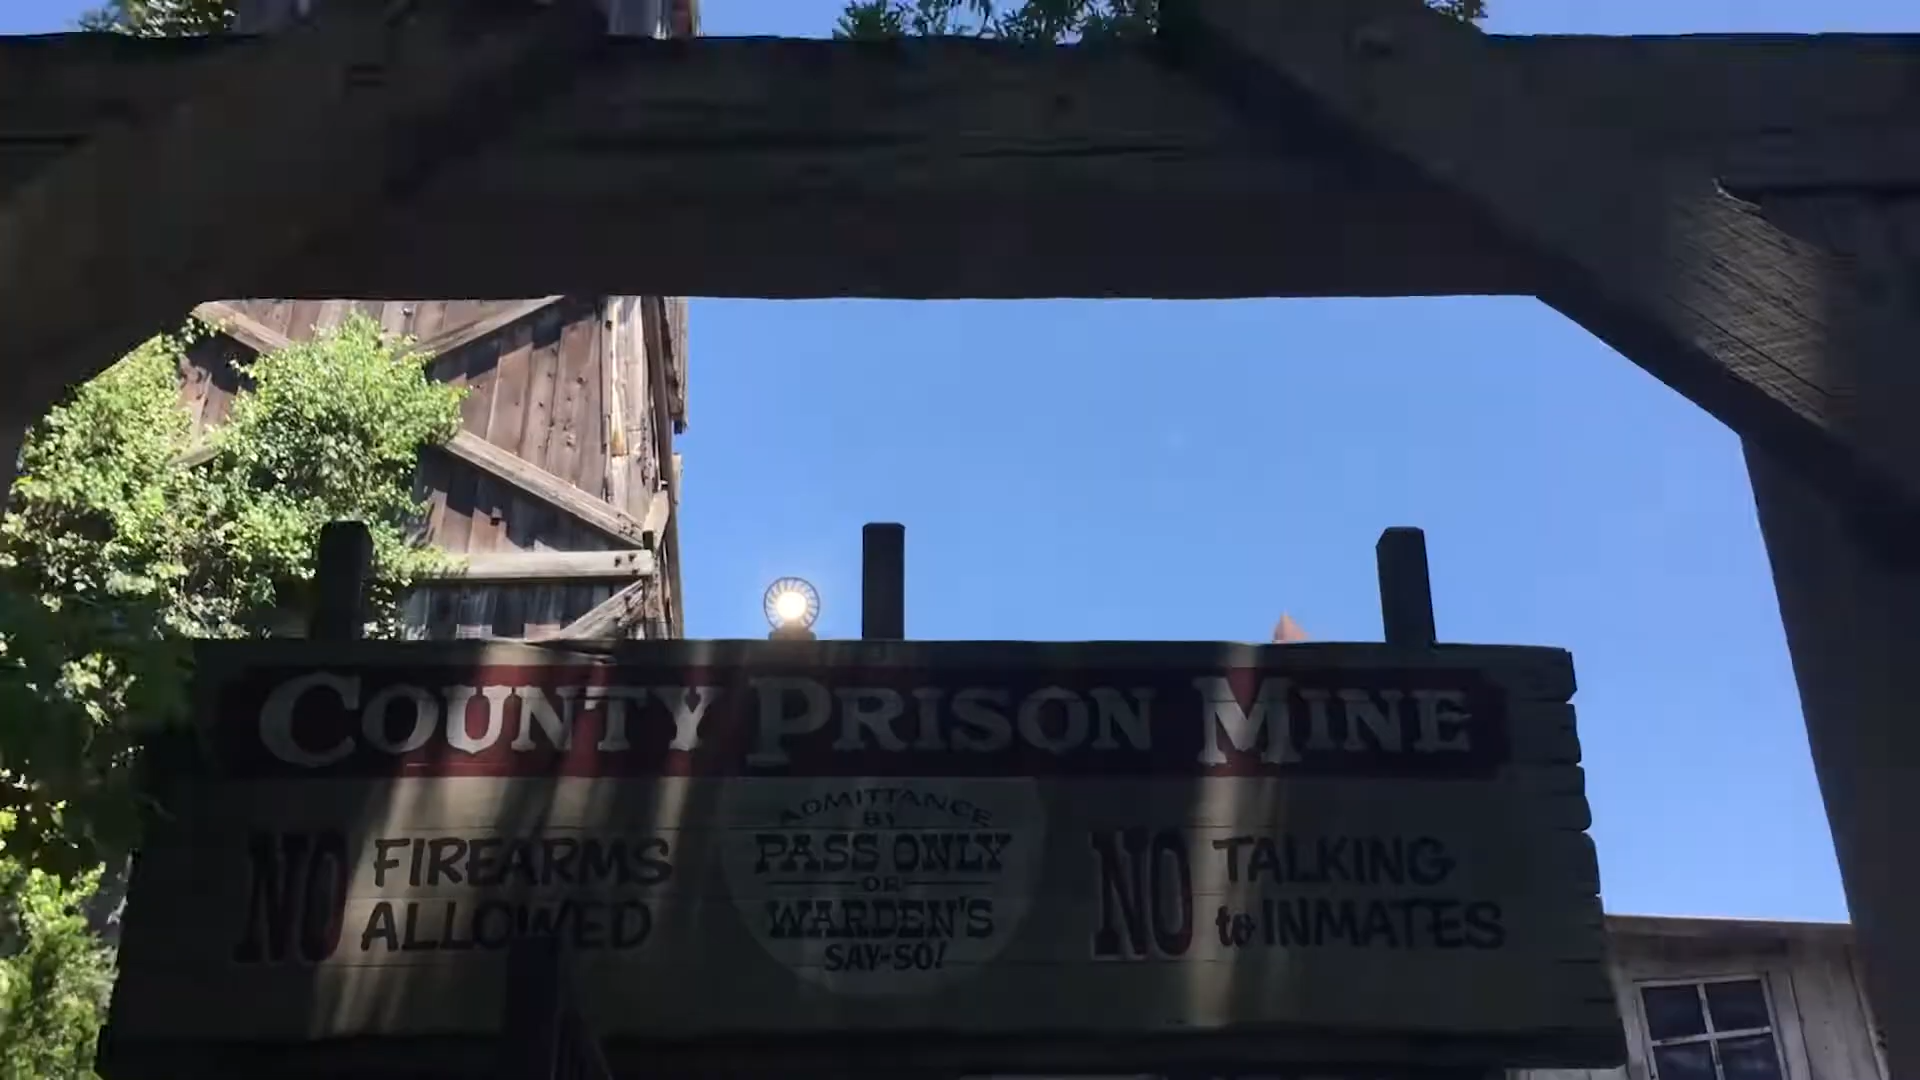 COUNTY PRISON MINE
NO FIREARMS
ALLOWED
ADMITTANCE
BY
PASS ONLY
OR
WARDEN'S
SAY-SO!
NO TALKING
to INMATES